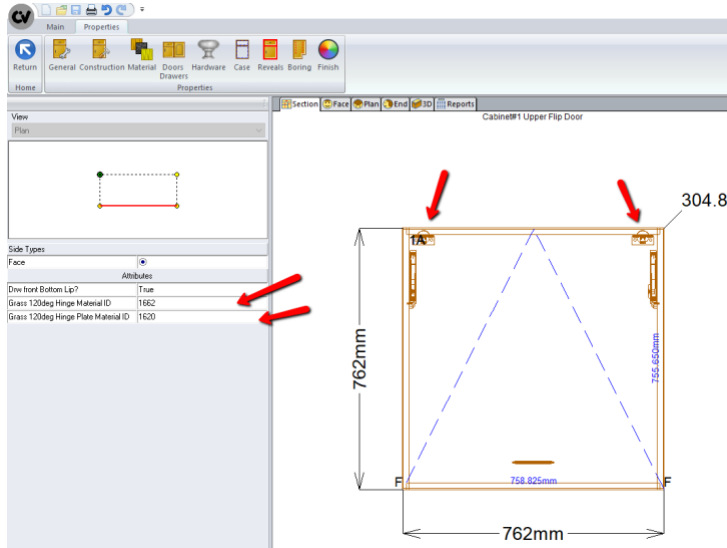 CV
Main Properties
Return General Construction Material Doors Drawers Hardware Case Reveals Boring Finish
Home Properties
Section Face Plan End 3D Reports
View
Plan
Cabinet#1 Upper Flip Door
304.8
1A
Side Types
Face
Attributes
Drw front Bottom Lip? True
Grass 120deg Hinge Material ID 1662
Grass 120deg Hinge Plate Material ID 1620
762mm
755.650mm
F 758.825mm F
762mm